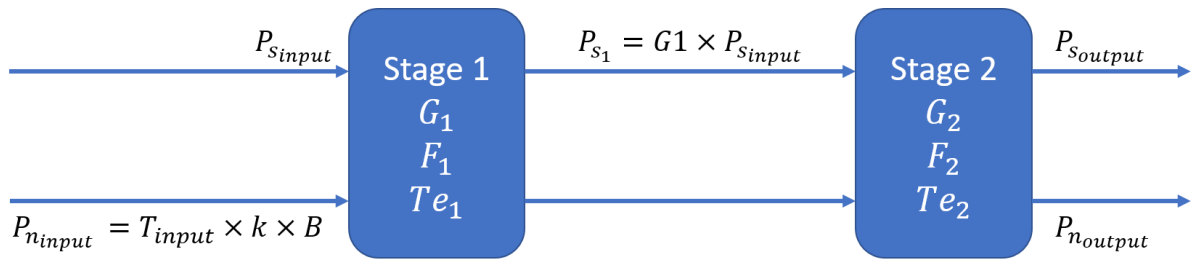 P_{s_{input}}
P_{s_1} = G1 × P_{s_{input}}
P_{s_{output}}
Stage 1
G_1
F_1
Te_1
Stage 2
G_2
F_2
Te_2
P_{n_{input}} = T_{input} × k × B
P_{n_{output}}